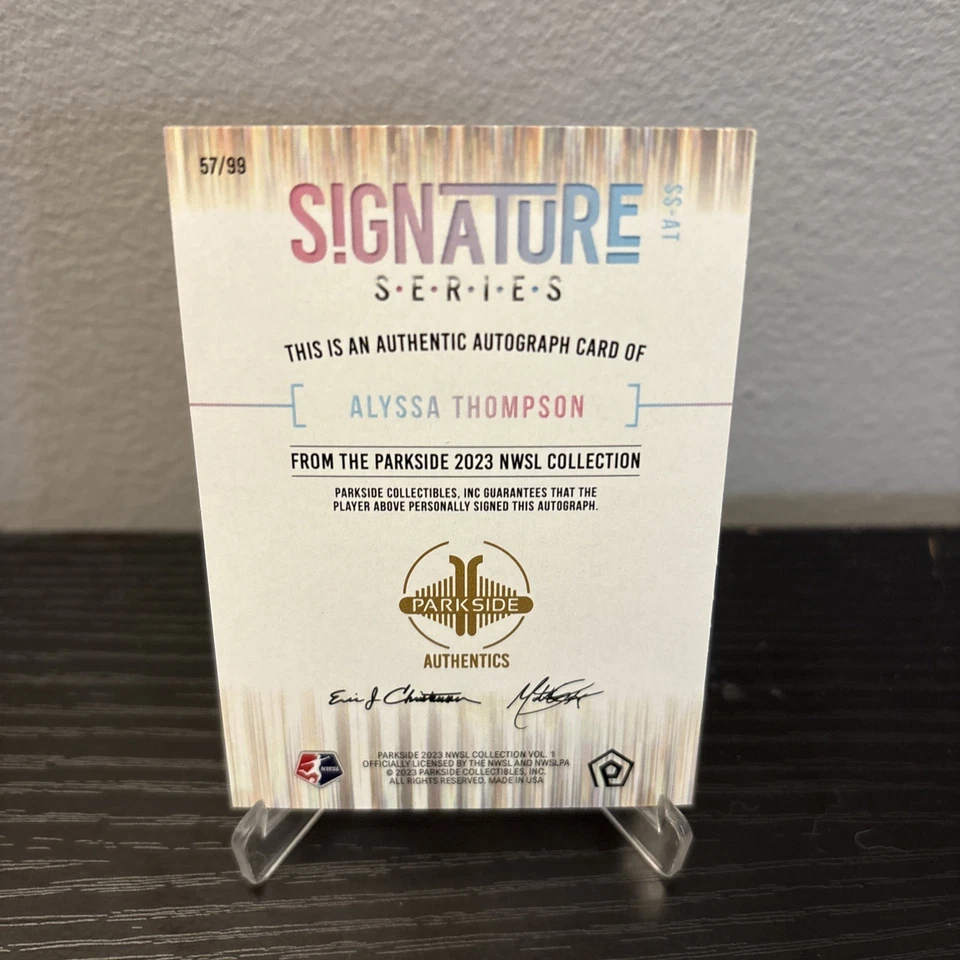 57/99
SIGNATURE
SS-AT
S·E·R·I·E·S
THIS IS AN AUTHENTIC AUTOGRAPH CARD OF
ALYSSA THOMPSON
FROM THE PARKSIDE 2023 NWSL COLLECTION
PARKSIDE COLLECTIBLES, INC GUARANTEES THAT THE
PLAYER ABOVE PERSONALLY SIGNED THIS AUTOGRAPH.
PARKSIDE
AUTHENTICS
Eric J
NWSL
PARKSIDE 2023 NWSL COLLECTION VOL. 1
OFFICIALLY LICENSED BY THE NWSL AND NWSLPA
© 2023 PARKSIDE COLLECTIBLES, INC.
ALL RIGHTS RESERVED. MADE IN USA